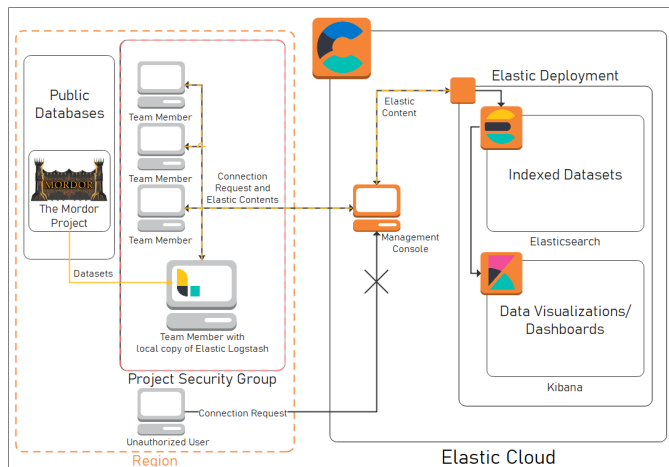 Public
Databases
MORDOR
The Mordor
Project
Datasets
Team Member
Team Member
Team Member
Connection
Request and
Elastic Contents
Team Member with
local copy of Elastic Logstash
Project Security Group
Connection Request
Unauthorized User
Region
Elastic
Content
Management
Console
Elastic Deployment
Indexed Datasets
Elasticsearch
Data Visualizations/
Dashboards
Kibana
Elastic Cloud